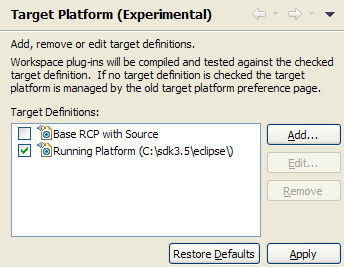 Target Platform (Experimental)
Add, remove or edit target definitions.
Workspace plug-ins will be compiled and tested against the checked
target definition.  If no target definition is checked the target
platform is managed by the old target platform preference page.
Target Definitions:
Base RCP with Source
Running Platform (C:\sdk3.5\eclipse\)
Add...
Edit...
Remove
Restore Defaults
Apply